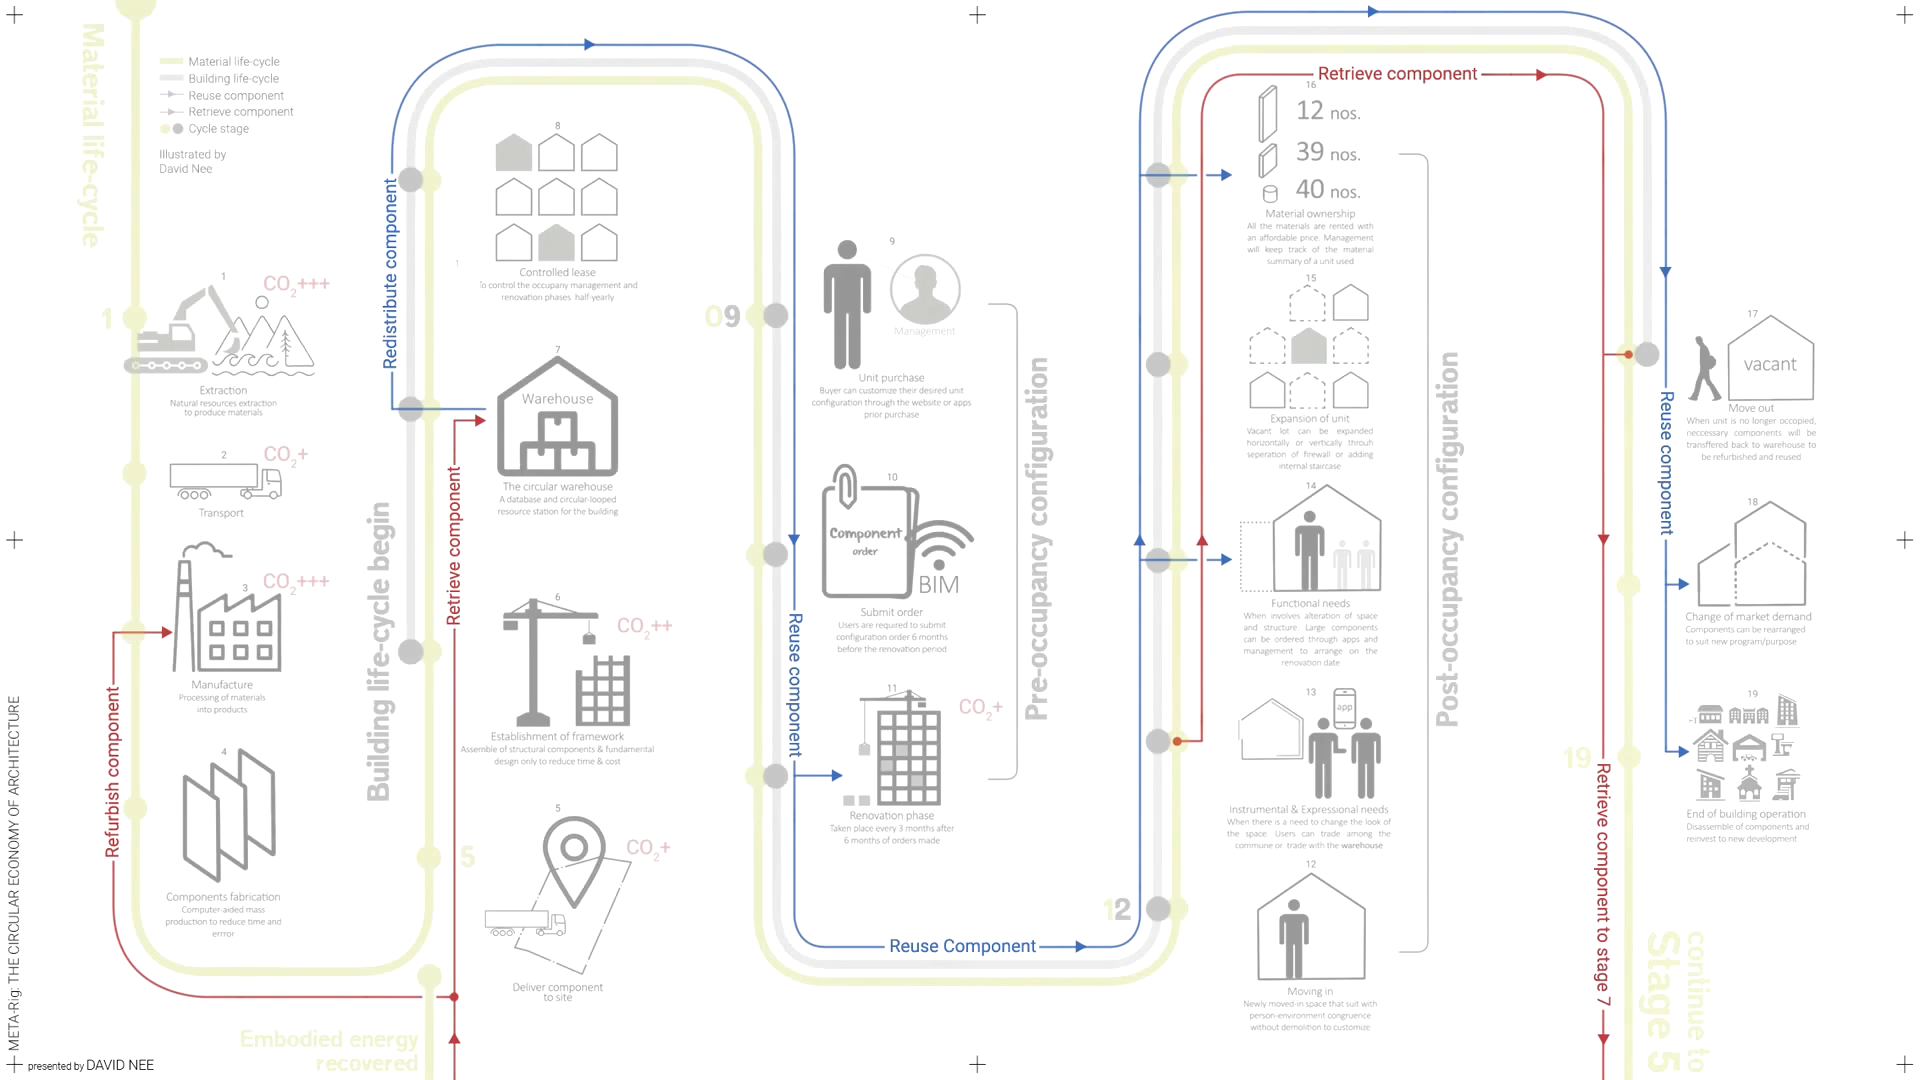 Material life-cycle
Material life-cycle
Building life-cycle
Reuse component
Retrieve component
Cycle stage
Illustrated by
David Nee
1
1
CO2+++
Extraction
Natural resources extraction
to produce materials
2
CO2+
Transport
3
CO2+++
Manufacture
Processing of materials
into products
4
Components fabrication
Computer-aided mass
production to reduce time and
errror
Refurbish component
Embodied energy
recovered
META-Rig: THE CIRCULAR ECONOMY OF ARCHITECTURE
presented by DAVID NEE
Building life-cycle begin
Redistribute component
Retrieve component
5
5
CO2+
Deliver component
to site
6
CO2++
Establishment of framework
Assemble of structural components & fundamental
design only to reduce time & cost
7
Warehouse
The circular warehouse
A database and circular-looped
resource station for the building
8
Controlled lease
To control the occupany management and
renovation phases half-yearly
1
09
9
Management
Unit purchase
Buyer can customize their desired unit
configuration through the website or apps
prior purchase
10
Component
order
BIM
Submit order
Users are required to submit
configuration order 6 months
before the renovation period
11
CO2+
Renovation phase
Taken place every 3 months after
6 months of orders made
Reuse component
Pre-occupancy configuration
Reuse Component
12
12
Moving in
Newly moved-in space that suit with
person-environment congruence
without demolition to customize
13
app
Instrumental & Expressional needs
When there is a need to change the look of
the space. Users can trade among the
commune or trade with the warehouse
14
Functional needs
When involves alteration of space
and structure. Large components
can be ordered through apps and
management to arrange on the
renovation date
15
Expansion of unit
Vacant lot can be expanded
horizontally or vertically throuh
seperation of firewall or adding
internal staircase
16
12 nos.
39 nos.
40 nos.
Material ownership
All the materials are rented with
an affordable price. Management
will keep track of the material
summary of a unit used
Post-occupancy configuration
Retrieve component
Reuse component
17
vacant
Move out
When unit is no longer occopied,
neccessary components will be
transffered back to warehouse to
be refurbished and reused
18
Change of market demand
Components can be rearranged
to suit new program/purpose
19
19
End of building operation
Disassemble of components and
reinvest to new development
Retrieve component to stage 7
continue to
Stage 5